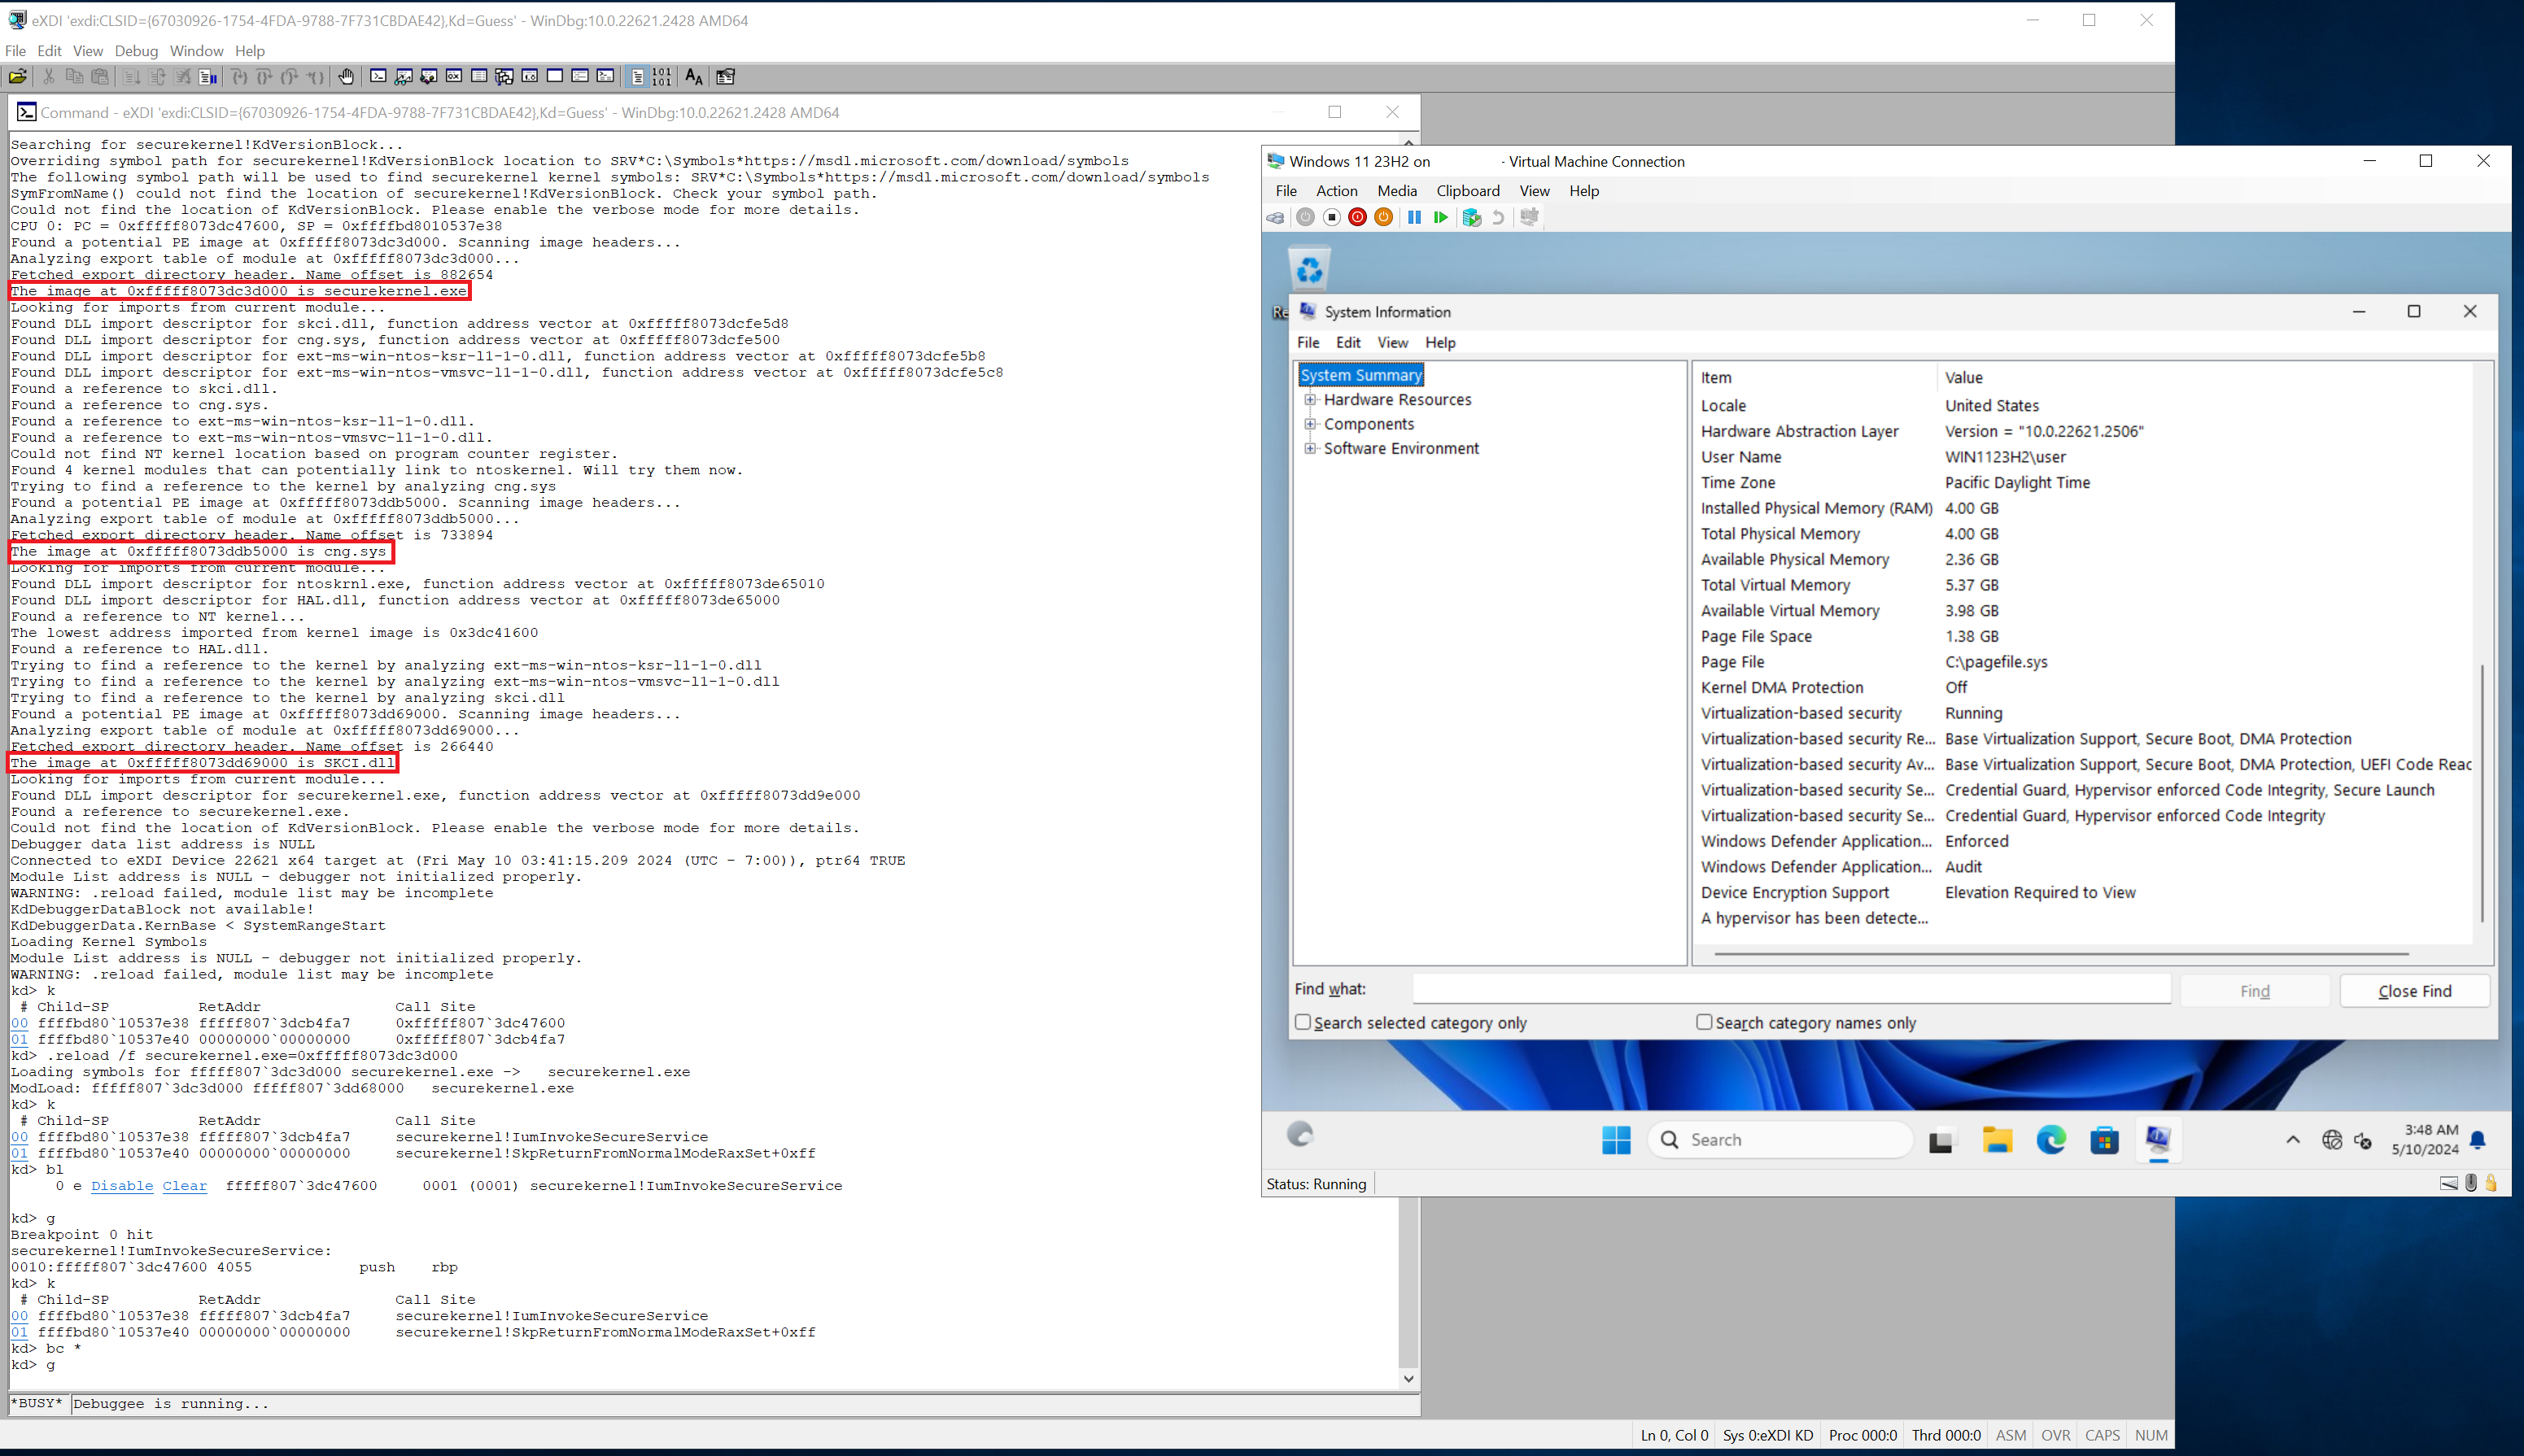 eXDI 'exdi:CLSID={67030926-1754-4FDA-9788-7F731CBDAE42},Kd=Guess' - WinDbg:10.0.22621.2428 AMD64
File Edit View Debug Window Help
Command - eXDI 'exdi:CLSID={67030926-1754-4FDA-9788-7F731CBDAE42},Kd=Guess' - WinDbg:10.0.22621.2428 AMD64
Searching for securekernel!KdVersionBlock...
Overriding symbol path for securekernel!KdVersionBlock location to SRV*C:\Symbols*https://msdl.microsoft.com/download/symbols
The following symbol path will be used to find securekernel kernel symbols: SRV*C:\Symbols*https://msdl.microsoft.com/download/symbols
SymFromName() could not find the location of securekernel!KdVersionBlock. Check your symbol path.
Could not find the location of KdVersionBlock. Please enable the verbose mode for more details.
CPU 0: PC = 0xfffff8073dc47600, SP = 0xffffbd8010537e38
Found a potential PE image at 0xfffff8073dc3d000. Scanning image headers...
Analyzing export table of module at 0xfffff8073dc3d000...
Fetched export directory header. Name offset is 882654
The image at 0xfffff8073dc3d000 is securekernel.exe
Looking for imports from current module...
Found DLL import descriptor for skci.dll, function address vector at 0xfffff8073dcfe5d8
Found DLL import descriptor for cng.sys, function address vector at 0xfffff8073dcfe500
Found DLL import descriptor for ext-ms-win-ntos-ksr-l1-1-0.dll, function address vector at 0xfffff8073dcfe5b8
Found DLL import descriptor for ext-ms-win-ntos-vmsvc-l1-1-0.dll, function address vector at 0xfffff8073dcfe5c8
Found a reference to skci.dll.
Found a reference to cng.sys.
Found a reference to ext-ms-win-ntos-ksr-l1-1-0.dll.
Found a reference to ext-ms-win-ntos-vmsvc-l1-1-0.dll.
Could not find NT kernel location based on program counter register.
Found 4 kernel modules that can potentially link to ntoskernel. Will try them now.
Trying to find a reference to the kernel by analyzing cng.sys
Found a potential PE image at 0xfffff8073ddb5000. Scanning image headers...
Analyzing export table of module at 0xfffff8073ddb5000...
Fetched export directory header. Name offset is 733894
The image at 0xfffff8073ddb5000 is cng.sys
Looking for imports from current module...
Found DLL import descriptor for ntoskrnl.exe, function address vector at 0xfffff8073de65010
Found DLL import descriptor for HAL.dll, function address vector at 0xfffff8073de65000
Found a reference to NT kernel...
The lowest address imported from kernel image is 0x3dc41600
Found a reference to HAL.dll.
Trying to find a reference to the kernel by analyzing ext-ms-win-ntos-ksr-l1-1-0.dll
Trying to find a reference to the kernel by analyzing ext-ms-win-ntos-vmsvc-l1-1-0.dll
Trying to find a reference to the kernel by analyzing skci.dll
Found a potential PE image at 0xfffff8073dd69000. Scanning image headers...
Analyzing export table of module at 0xfffff8073dd69000...
Fetched export directory header. Name offset is 266440
The image at 0xfffff8073dd69000 is SKCI.dll
Looking for imports from current module...
Found DLL import descriptor for securekernel.exe, function address vector at 0xfffff8073dd9e000
Found a reference to securekernel.exe.
Could not find the location of KdVersionBlock. Please enable the verbose mode for more details.
Debugger data list address is NULL
Connected to eXDI Device 22621 x64 target at (Fri May 10 03:41:15.209 2024 (UTC - 7:00)), ptr64 TRUE
Module List address is NULL - debugger not initialized properly.
WARNING: .reload failed, module list may be incomplete
KdDebuggerDataBlock not available!
KdDebuggerData.KernBase < SystemRangeStart
Loading Kernel Symbols
Module List address is NULL - debugger not initialized properly.
WARNING: .reload failed, module list may be incomplete
kd> k
# Child-SP RetAddr Call Site
00 ffffbd80`10537e38 fffff807`3dcb4fa7 0xfffff807`3dc47600
01 ffffbd80`10537e40 00000000`00000000 0xfffff807`3dcb4fa7
kd> .reload /f securekernel.exe=0xfffff8073dc3d000
Loading symbols for fffff807`3dc3d000 securekernel.exe -> securekernel.exe
ModLoad: fffff807`3dc3d000 fffff807`3dd68000 securekernel.exe
kd> k
# Child-SP RetAddr Call Site
00 ffffbd80`10537e38 fffff807`3dcb4fa7 securekernel!IumInvokeSecureService
01 ffffbd80`10537e40 00000000`00000000 securekernel!SkpReturnFromNormalModeRaxSet+0xff
kd> bl
0 e Disable Clear fffff807`3dc47600 0001 (0001) securekernel!IumInvokeSecureService
kd> g
Breakpoint 0 hit
securekernel!IumInvokeSecureService:
0010:fffff807`3dc47600 4055 push rbp
kd> k
# Child-SP RetAddr Call Site
00 ffffbd80`10537e38 fffff807`3dcb4fa7 securekernel!IumInvokeSecureService
01 ffffbd80`10537e40 00000000`00000000 securekernel!SkpReturnFromNormalModeRaxSet+0xff
kd> bc *
kd> g
*BUSY* Debuggee is running...
Ln 0, Col 0 Sys 0:eXDI KD Proc 000:0 Thrd 000:0 ASM OVR CAPS NUM
Windows 11 23H2 on - Virtual Machine Connection
File Action Media Clipboard View Help
Re
System Information
File Edit View Help
System Summary
Hardware Resources
Components
Software Environment
Item Value
Locale United States
Hardware Abstraction Layer Version = "10.0.22621.2506"
User Name WIN1123H2\user
Time Zone Pacific Daylight Time
Installed Physical Memory (RAM) 4.00 GB
Total Physical Memory 4.00 GB
Available Physical Memory 2.36 GB
Total Virtual Memory 5.37 GB
Available Virtual Memory 3.98 GB
Page File Space 1.38 GB
Page File C:\pagefile.sys
Kernel DMA Protection Off
Virtualization-based security Running
Virtualization-based security Re... Base Virtualization Support, Secure Boot, DMA Protection
Virtualization-based security Av... Base Virtualization Support, Secure Boot, DMA Protection, UEFI Code Reac
Virtualization-based security Se... Credential Guard, Hypervisor enforced Code Integrity, Secure Launch
Virtualization-based security Se... Credential Guard, Hypervisor enforced Code Integrity
Windows Defender Application... Enforced
Windows Defender Application... Audit
Device Encryption Support Elevation Required to View
A hypervisor has been detecte...
Find what: Find Close Find
Search selected category only Search category names only
Search
3:48 AM
5/10/2024
Status: Running